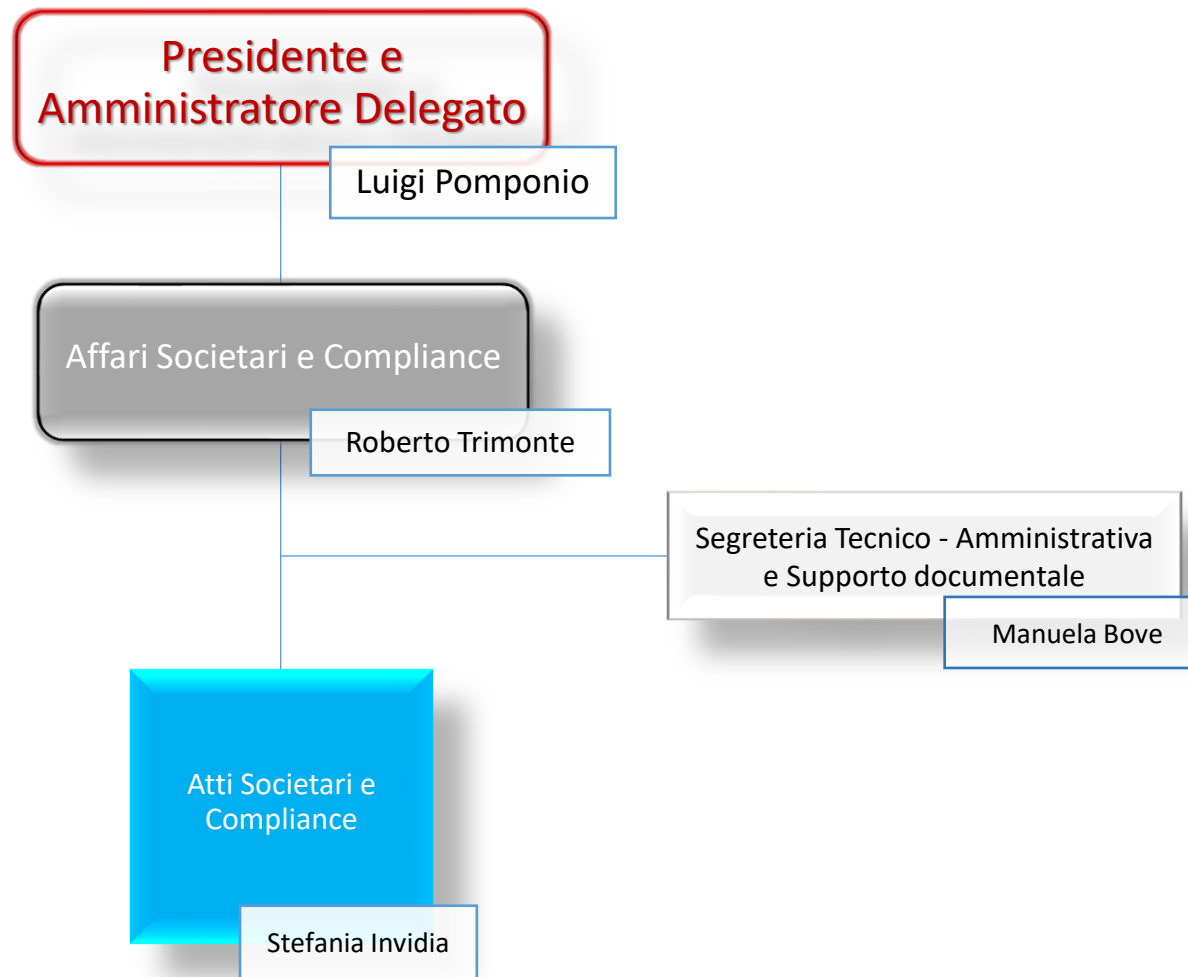 Presidente e
Amministratore Delegato
Luigi Pomponio
Affari Societari e Compliance
Roberto Trimonte
Segreteria Tecnico - Amministrativa
e Supporto documentale
Manuela Bove
Atti Societari e
Compliance
Stefania Invidia